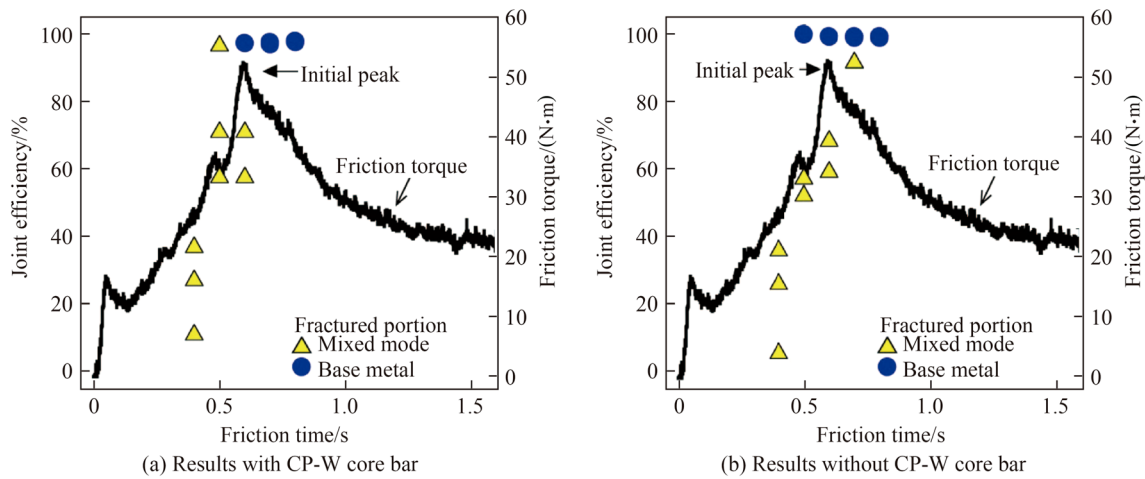 100
80
60
40
20
0
Joint efficiency/%
60
50
40
30
20
10
0
Friction torque/(N·m)
Initial peak
Friction torque
Fractured portion
Mixed mode
Base metal
0 0.5 1.0 1.5
Friction time/s
(a) Results with CP-W core bar
100
80
60
40
20
0
Joint efficiency/%
60
50
40
30
20
10
0
Friction torque/(N·m)
Initial peak
Friction torque
Fractured portion
Mixed mode
Base metal
0 0.5 1.0 1.5
Friction time/s
(b) Results without CP-W core bar